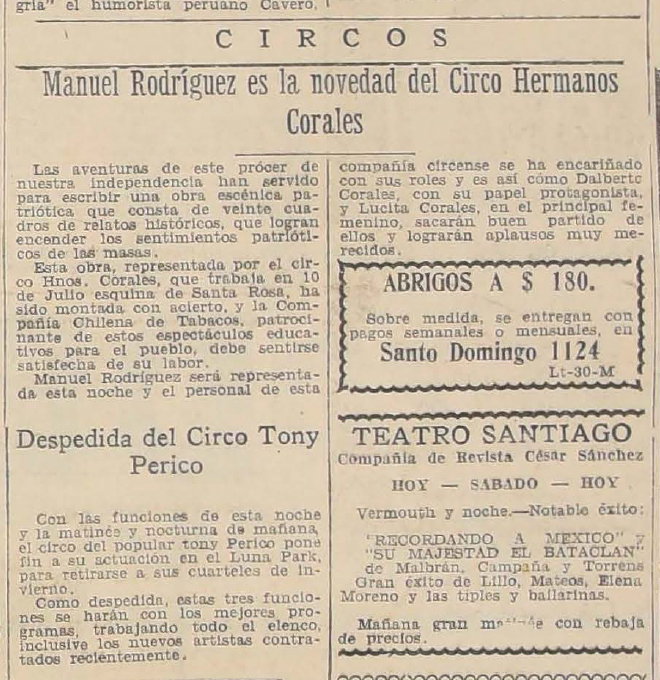 gría" el humorista peruano Cavero,
CIRCOS
Manuel Rodríguez es la novedad del Circo Hermanos
Corales
Las aventuras de este prócer de
nuestra independencia han servido
para escribir una obra escénica pa-
triótica que consta de veinte cua-
dros de relatos históricos, que logran
encender los sentimientos patrióti-
cos de las masas.
Esta obra, representada por el cir-
co Hnos. Corales, que trabaja en 10
de Julio esquina de Santa Rosa, ha
sido montada con acierto, y la Com-
pañía Chilena de Tabacos, patroci-
nante de estos espectáculos educa-
tivos para el pueblo, debe sentirse
satisfecha de su labor.
Manuel Rodríguez será representa-
da esta noche y el personal de esta
compañía circense se ha encariñado
con sus roles y es así cómo Dalberto
Corales, con su papel protagonista,
y Lucita Corales, en el principal fe-
menino, sacarán buen partido de
ellos y lograrán aplausos muy me-
recidos.
ABRIGOS A $ 180.
Sobre medida, se entregan con
pagos semanales o mensuales, en
Santo Domingo 1124
Lt-30-M
Despedida del Circo Tony
Perico
Con las funciones de esta noche
y la matinée y nocturna de mañana,
el circo del popular tony Perico pone
fin a su actuación en el Luna Park,
para retirarse a sus cuarteles de in-
vierno.
Como despedida, estas tres funcio-
nes se harán con los mejores pro-
gramas, trabajando todo el elenco,
inclusive los nuevos artistas contra-
tados recientemente.
TEATRO SANTIAGO
Compañía de Revista César Sánchez
HOY — SABADO — HOY
Vermouth y noche.—Notable éxito:
"RECORDANDO A MEXICO" y
"SU MAJESTAD EL BATACLAN"
de Malbrán, Campaña y Torrens
Gran éxito de Lillo, Mateos, Elena
Moreno y las tiples y bailarinas.
Mañana gran con rebaja
de precios.